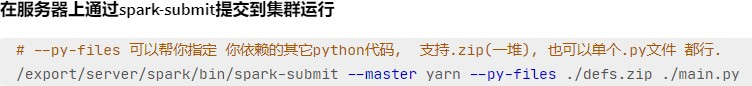 在服务器上通过spark-submit提交到集群运行
# --py-files 可以帮你指定 你依赖的其它python代码, 支持.zip(一堆), 也可以单个.py文件 都行.
/export/server/spark/bin/spark-submit --master yarn --py-files ./defs.zip ./main.py